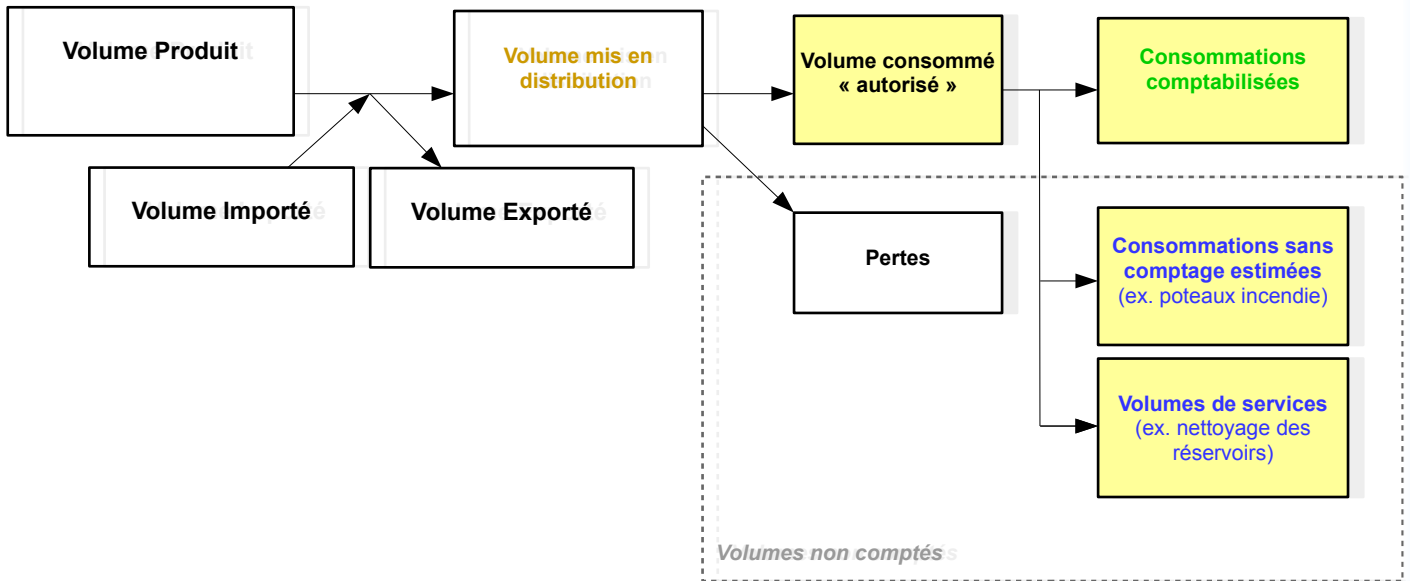 Volume Produit
Volume mis en
distribution
Volume consommé
« autorisé »
Consommations
comptabilisées
Volume Importé
Volume Exporté
Pertes
Consommations sans
comptage estimées
(ex. poteaux incendie)
Volumes de services
(ex. nettoyage des
réservoirs)
Volumes non comptés